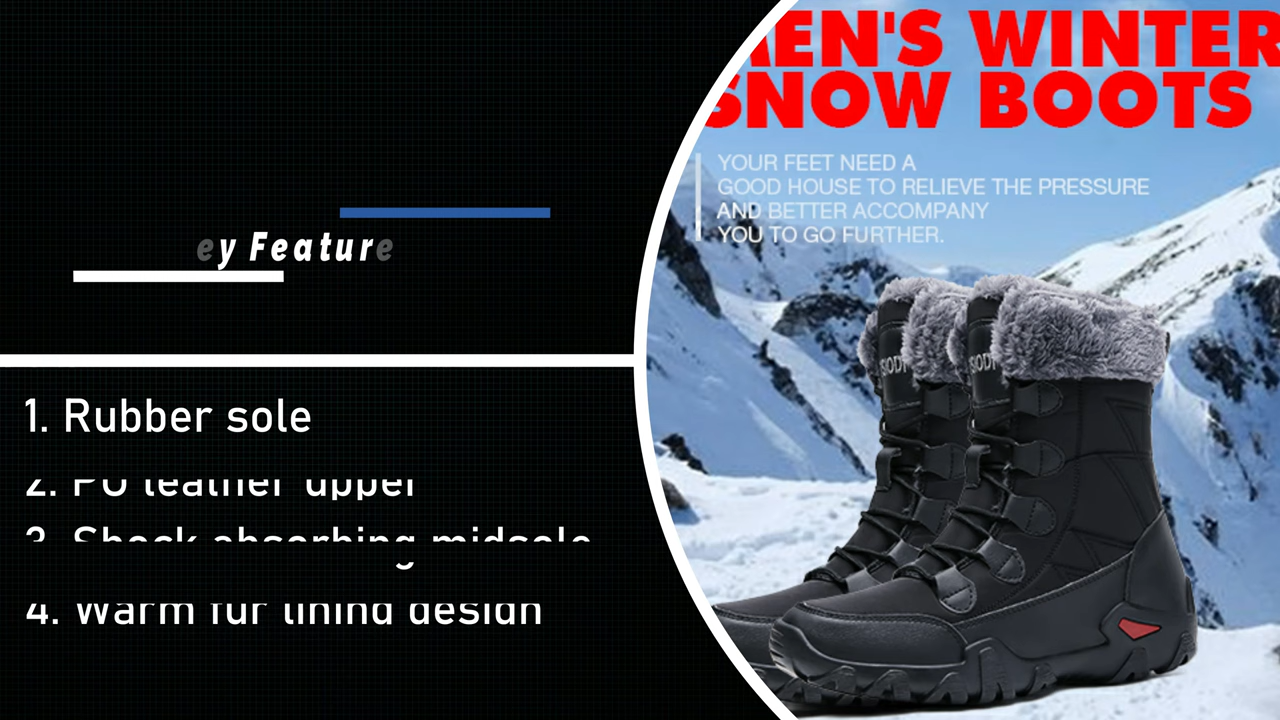 ey Feature
1. Rubber sole
2. PU leather upper
3. Shock absorbing midsole
4. Warm fur lining design
MEN'S WINTER
SNOW BOOTS
YOUR FEET NEED A
GOOD HOUSE TO RELIEVE THE PRESSURE
AND BETTER ACCOMPANY
YOU TO GO FURTHER.